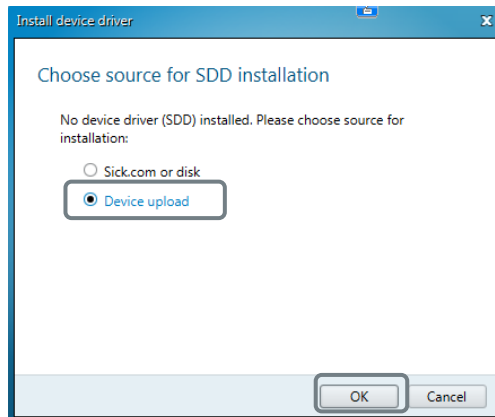 Install device driver
x
Choose source for SDD installation
No device driver (SDD) installed. Please choose source for
installation:
Sick.com or disk
Device upload
OK
Cancel